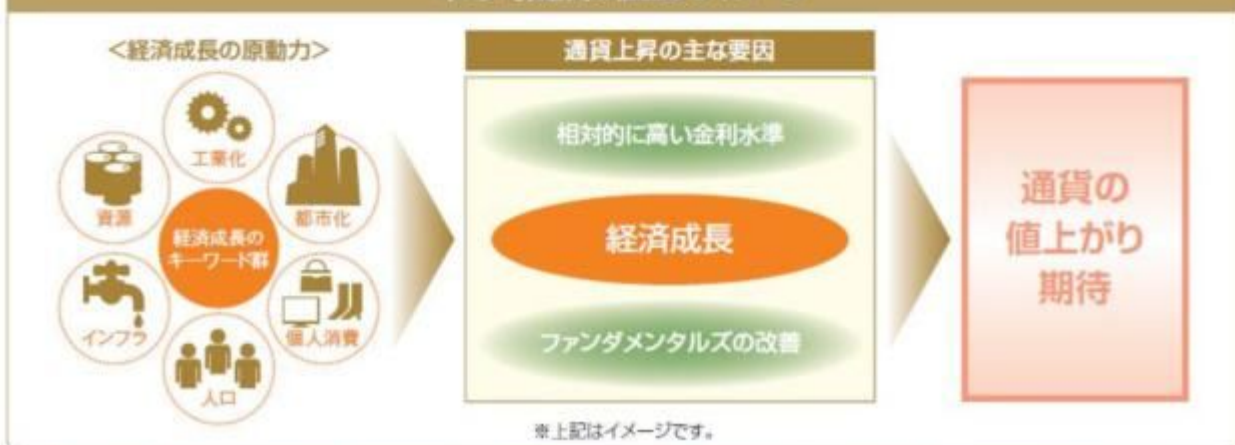 ＜経済成長の原動力＞
工業化
資源
都市化
経済成長の
キーワード群
インフラ
個人消費
人口
通貨上昇の主な要因
相対的に高い金利水準
経済成長
ファンダメンタルズの改善
通貨の
値上がり
期待
※上記はイメージです。